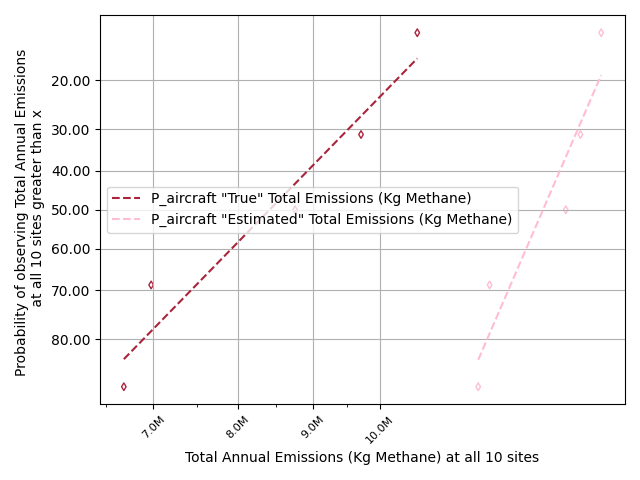 Probability of observing Total Annual Emissions
at all 10 sites greater than x
20.00
30.00
40.00
50.00
60.00
70.00
80.00
P_aircraft "True" Total Emissions (Kg Methane)
P_aircraft "Estimated" Total Emissions (Kg Methane)
7.0M
8.0M
9.0M
10.0M
Total Annual Emissions (Kg Methane) at all 10 sites